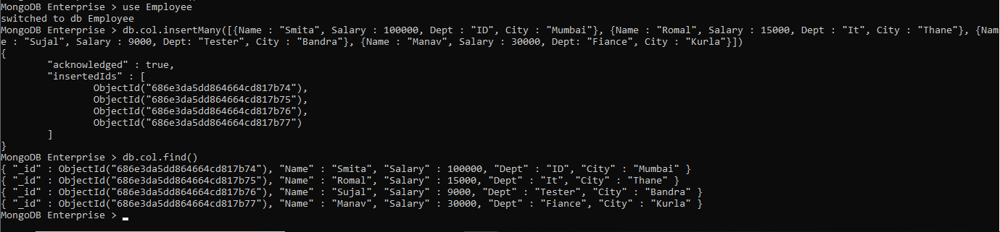 MongoDB Enterprise > use Employee
switched to db Employee
MongoDB Enterprise > db.col.insertMany([{Name : "Smita", Salary : 100000, Dept : "ID", City : "Mumbai"}, {Name : "Romal", Salary : 15000, Dept : "It", City : "Thane"}, {Nam
e : "Sujal", Salary : 9000, Dept: "Tester", City : "Bandra"}, {Name : "Manav", Salary : 30000, Dept: "Fiance", City : "Kurla"}])
{
        "acknowledged" : true,
        "insertedIds" : [
                ObjectId("686e3da5dd864664cd817b74"),
                ObjectId("686e3da5dd864664cd817b75"),
                ObjectId("686e3da5dd864664cd817b76"),
                ObjectId("686e3da5dd864664cd817b77")
        ]
}
MongoDB Enterprise > db.col.find()
{ "_id" : ObjectId("686e3da5dd864664cd817b74"), "Name" : "Smita", "Salary" : 100000, "Dept" : "ID", "City" : "Mumbai" }
{ "_id" : ObjectId("686e3da5dd864664cd817b75"), "Name" : "Romal", "Salary" : 15000, "Dept" : "It", "City" : "Thane" }
{ "_id" : ObjectId("686e3da5dd864664cd817b76"), "Name" : "Sujal", "Salary" : 9000, "Dept" : "Tester", "City" : "Bandra" }
{ "_id" : ObjectId("686e3da5dd864664cd817b77"), "Name" : "Manav", "Salary" : 30000, "Dept" : "Fiance", "City" : "Kurla" }
MongoDB Enterprise >